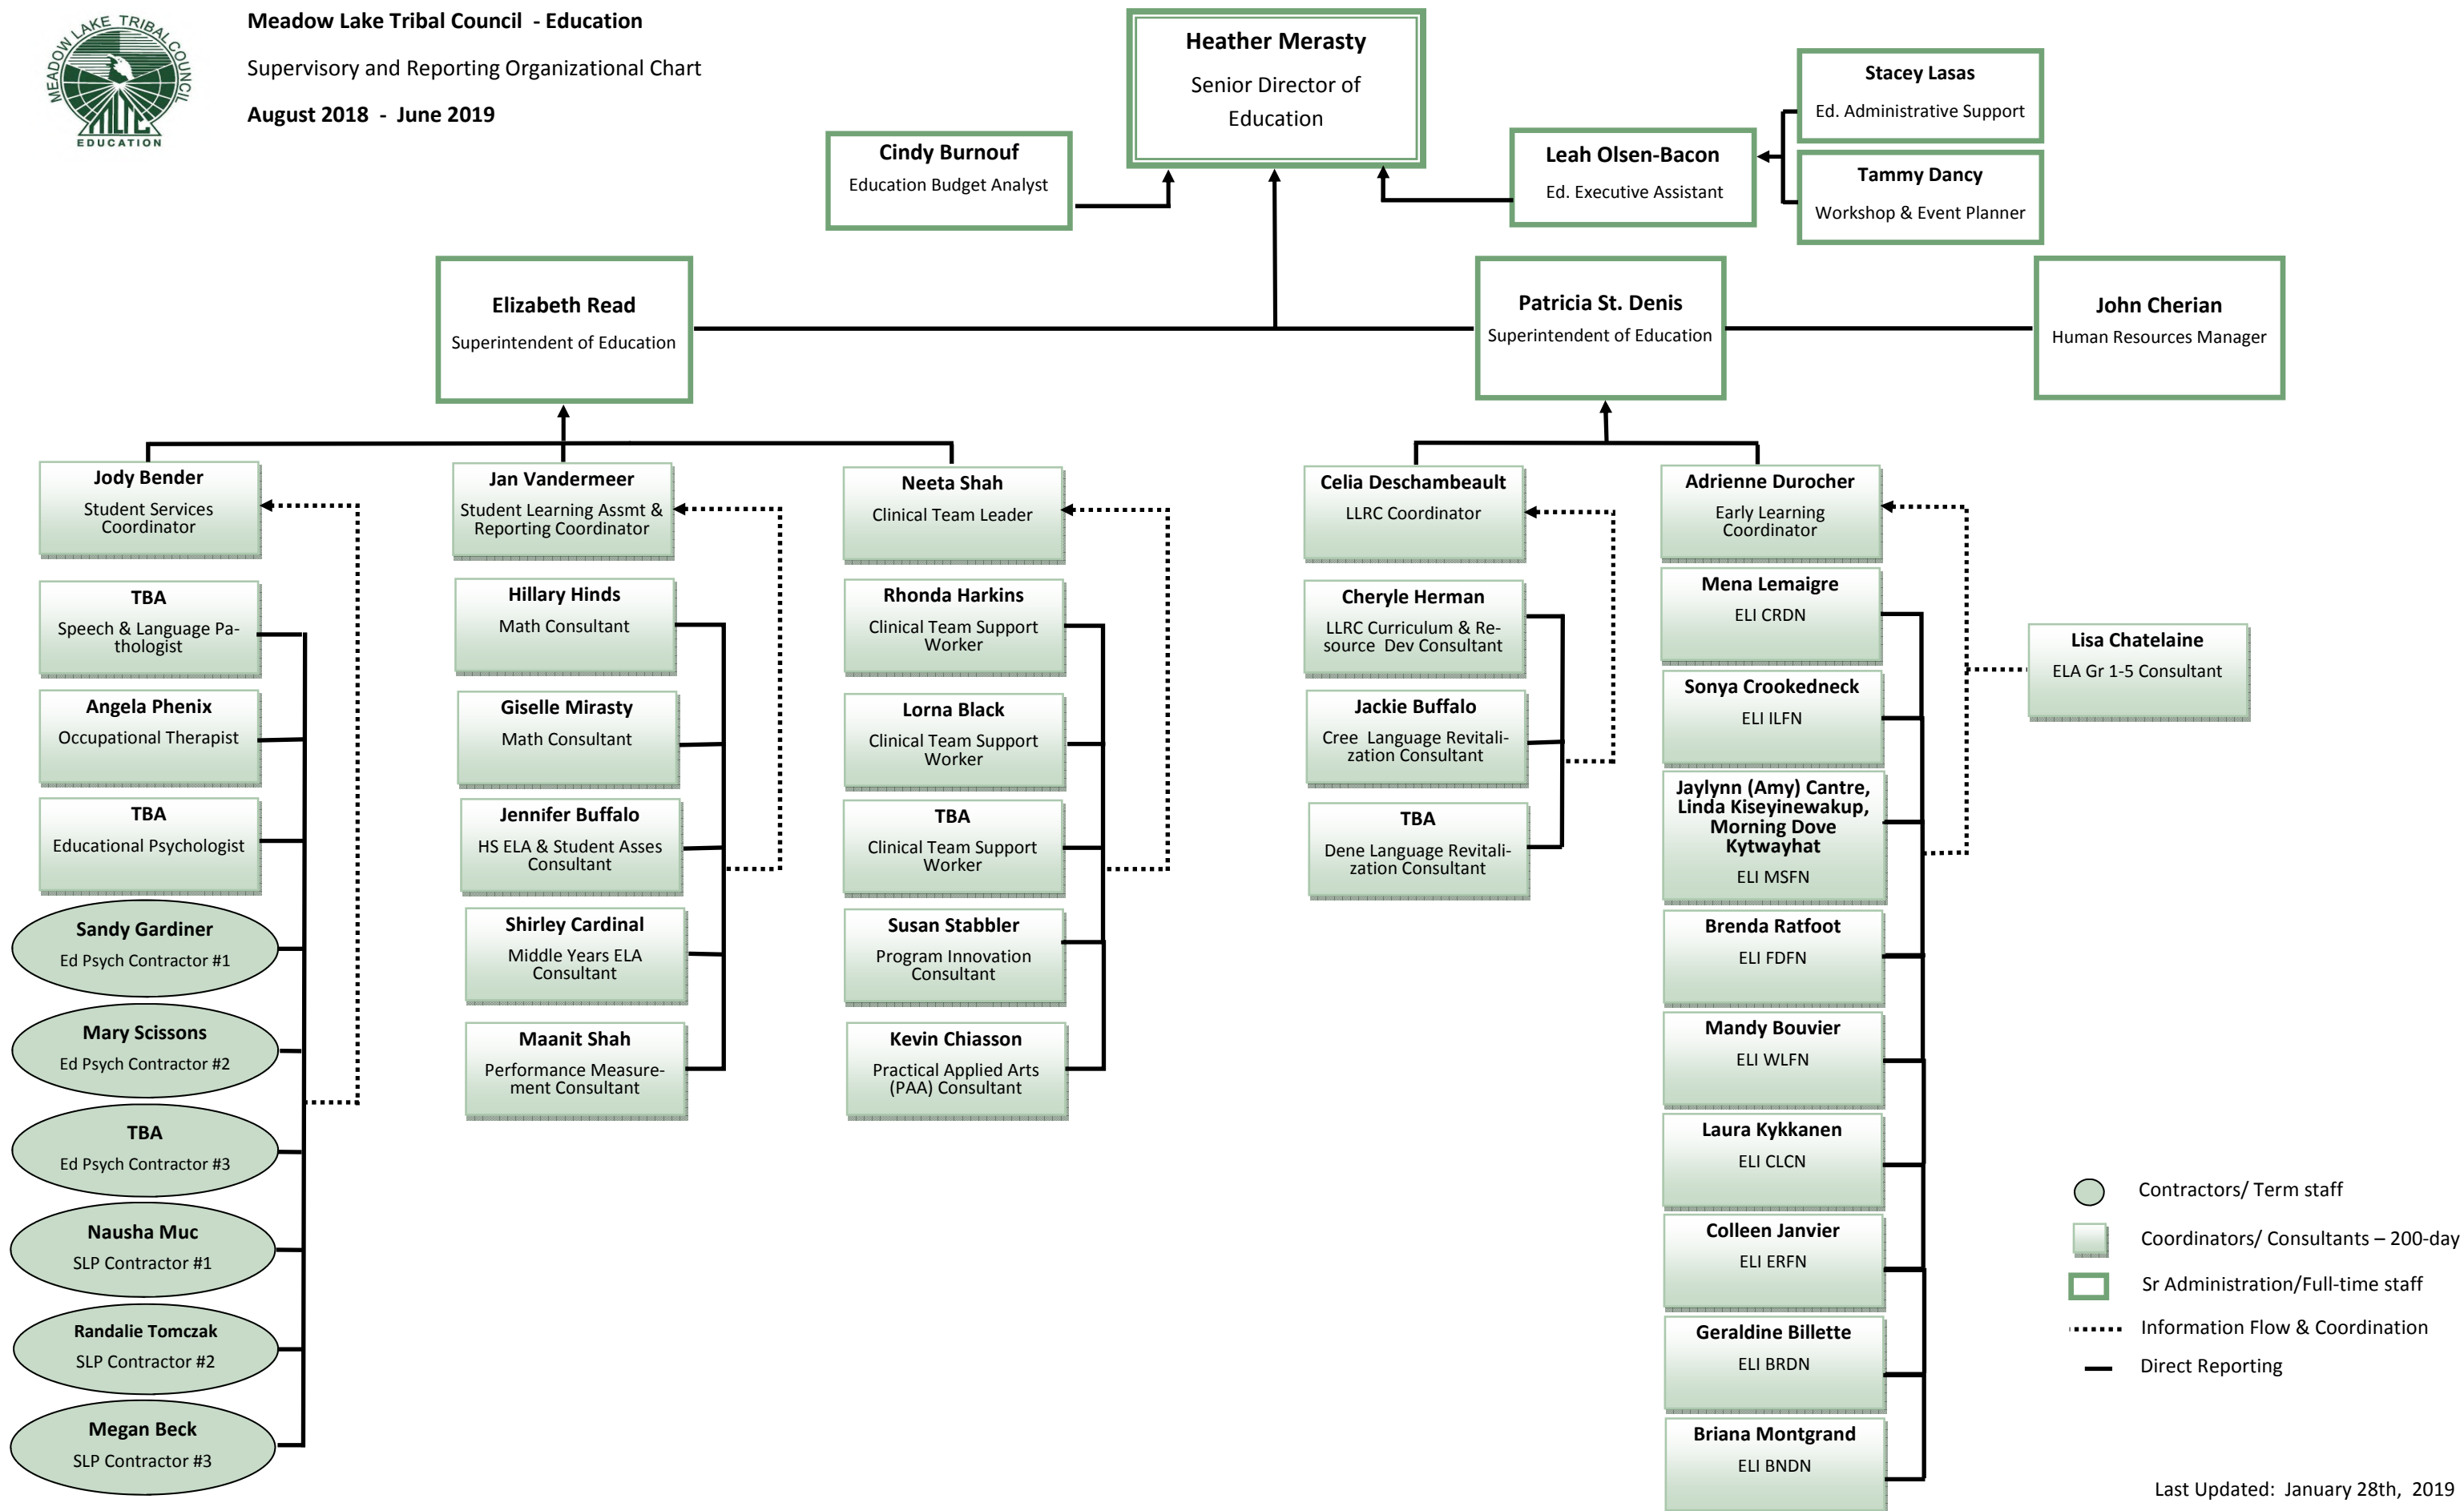 MEADOW LAKE TRIBAL COUNCIL
EDUCATION
Meadow Lake Tribal Council - Education
Supervisory and Reporting Organizational Chart
August 2018 - June 2019
Heather Merasty
Senior Director of
Education
Cindy Burnouf
Education Budget Analyst
Leah Olsen-Bacon
Ed. Executive Assistant
Stacey Lasas
Ed. Administrative Support
Tammy Dancy
Workshop & Event Planner
Elizabeth Read
Superintendent of Education
Patricia St. Denis
Superintendent of Education
John Cherian
Human Resources Manager
Jody Bender
Student Services
Coordinator
TBA
Speech & Language Pa-
thologist
Angela Phenix
Occupational Therapist
TBA
Educational Psychologist
Sandy Gardiner
Ed Psych Contractor #1
Mary Scissons
Ed Psych Contractor #2
TBA
Ed Psych Contractor #3
Nausha Muc
SLP Contractor #1
Randalie Tomczak
SLP Contractor #2
Megan Beck
SLP Contractor #3
Jan Vandermeer
Student Learning Assmt &
Reporting Coordinator
Hillary Hinds
Math Consultant
Giselle Mirasty
Math Consultant
Jennifer Buffalo
HS ELA & Student Asses
Consultant
Shirley Cardinal
Middle Years ELA
Consultant
Maanit Shah
Performance Measure-
ment Consultant
Neeta Shah
Clinical Team Leader
Rhonda Harkins
Clinical Team Support
Worker
Lorna Black
Clinical Team Support
Worker
TBA
Clinical Team Support
Worker
Susan Stabbler
Program Innovation
Consultant
Kevin Chiasson
Practical Applied Arts
(PAA) Consultant
Celia Deschambeault
LLRC Coordinator
Cheryle Herman
LLRC Curriculum & Re-
source Dev Consultant
Jackie Buffalo
Cree Language Revitali-
zation Consultant
TBA
Dene Language Revitali-
zation Consultant
Adrienne Durocher
Early Learning
Coordinator
Mena Lemaigre
ELI CRDN
Sonya Crookedneck
ELI ILFN
Jaylynn (Amy) Cantre,
Linda Kiseyinewakup,
Morning Dove
Kytwayhat
ELI MSFN
Brenda Ratfoot
ELI FDFN
Mandy Bouvier
ELI WLFN
Laura Kykkanen
ELI CLCN
Colleen Janvier
ELI ERFN
Geraldine Billette
ELI BRDN
Briana Montgrand
ELI BNDN
Lisa Chatelaine
ELA Gr 1-5 Consultant
Contractors/ Term staff
Coordinators/ Consultants – 200-day
Sr Administration/Full-time staff
Information Flow & Coordination
Direct Reporting
Last Updated: January 28th, 2019